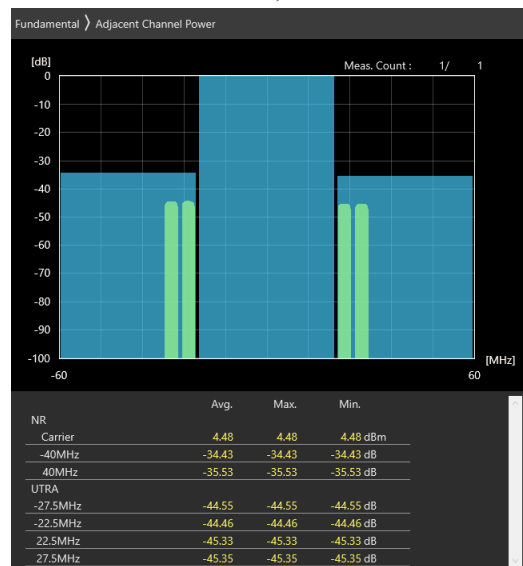 Fundamental 〉 Adjacent Channel Power
[dB]
Meas. Count : 1/ 1
0
-10
-20
-30
-40
-50
-60
-70
-80
-90
-100
[MHz]
-60 60
Avg. Max. Min.
NR
Carrier 4.48 4.48 4.48 dBm
-40MHz -34.43 -34.43 -34.43 dB
40MHz -35.53 -35.53 -35.53 dB
UTRA
-27.5MHz -44.55 -44.55 -44.55 dB
-22.5MHz -44.46 -44.46 -44.46 dB
22.5MHz -45.33 -45.33 -45.33 dB
27.5MHz -45.35 -45.35 -45.35 dB